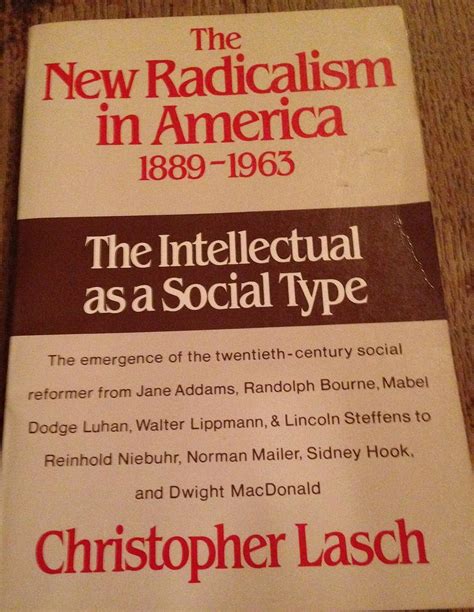 The
New Radicalism
in America
1889–1963
The Intellectual
as a Social Type
The emergence of the twentieth-century social
reformer from Jane Addams, Randolph Bourne, Mabel
Dodge Luhan, Walter Lippmann, & Lincoln Steffens to
Reinhold Niebuhr, Norman Mailer, Sidney Hook,
and Dwight MacDonald
Christopher Lasch